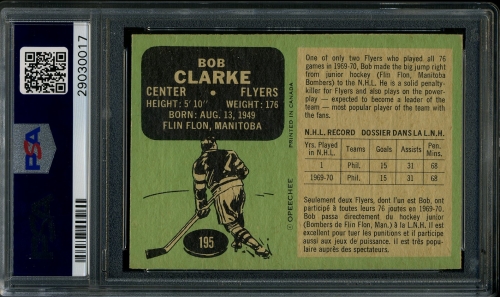 PSA
29030017
BOB
CLARKE
CENTER • FLYERS
HEIGHT: 5' 10" WEIGHT: 176
BORN: AUG. 13, 1949
FLIN FLON, MANITOBA
195
© OPEECHEE
PRINTED IN CANADA
One of only two Flyers who played all 76
games in 1969-70, Bob made the big jump right
from junior hockey (Flin Flon, Manitoba
Bombers) to the N.H.L. He is a solid penalty-
killer for Flyers and also plays on the power-
play — expected to become a leader of the
team — most popular player of the team with
the fans.
N.H.L. RECORD DOSSIER DANS LA L.N.H.
Yrs. Played in N.H.L. Teams Goals Assists Pen. Mins.
1 Phil. 15 31 68
1969-70 Phil. 15 31 68
Seulement deux Flyers, dont l'un est Bob, ont
participé à toutes leurs 76 joutes en 1969-70.
Bob passa directement du hockey junior
(Bombers de Flin Flon, Man.) à la L.N.H. Il
est excellent pour tuer les punitions et prend part
aussi aux jeux de puissance. Il est très popu-
laire auprès des spectateurs.